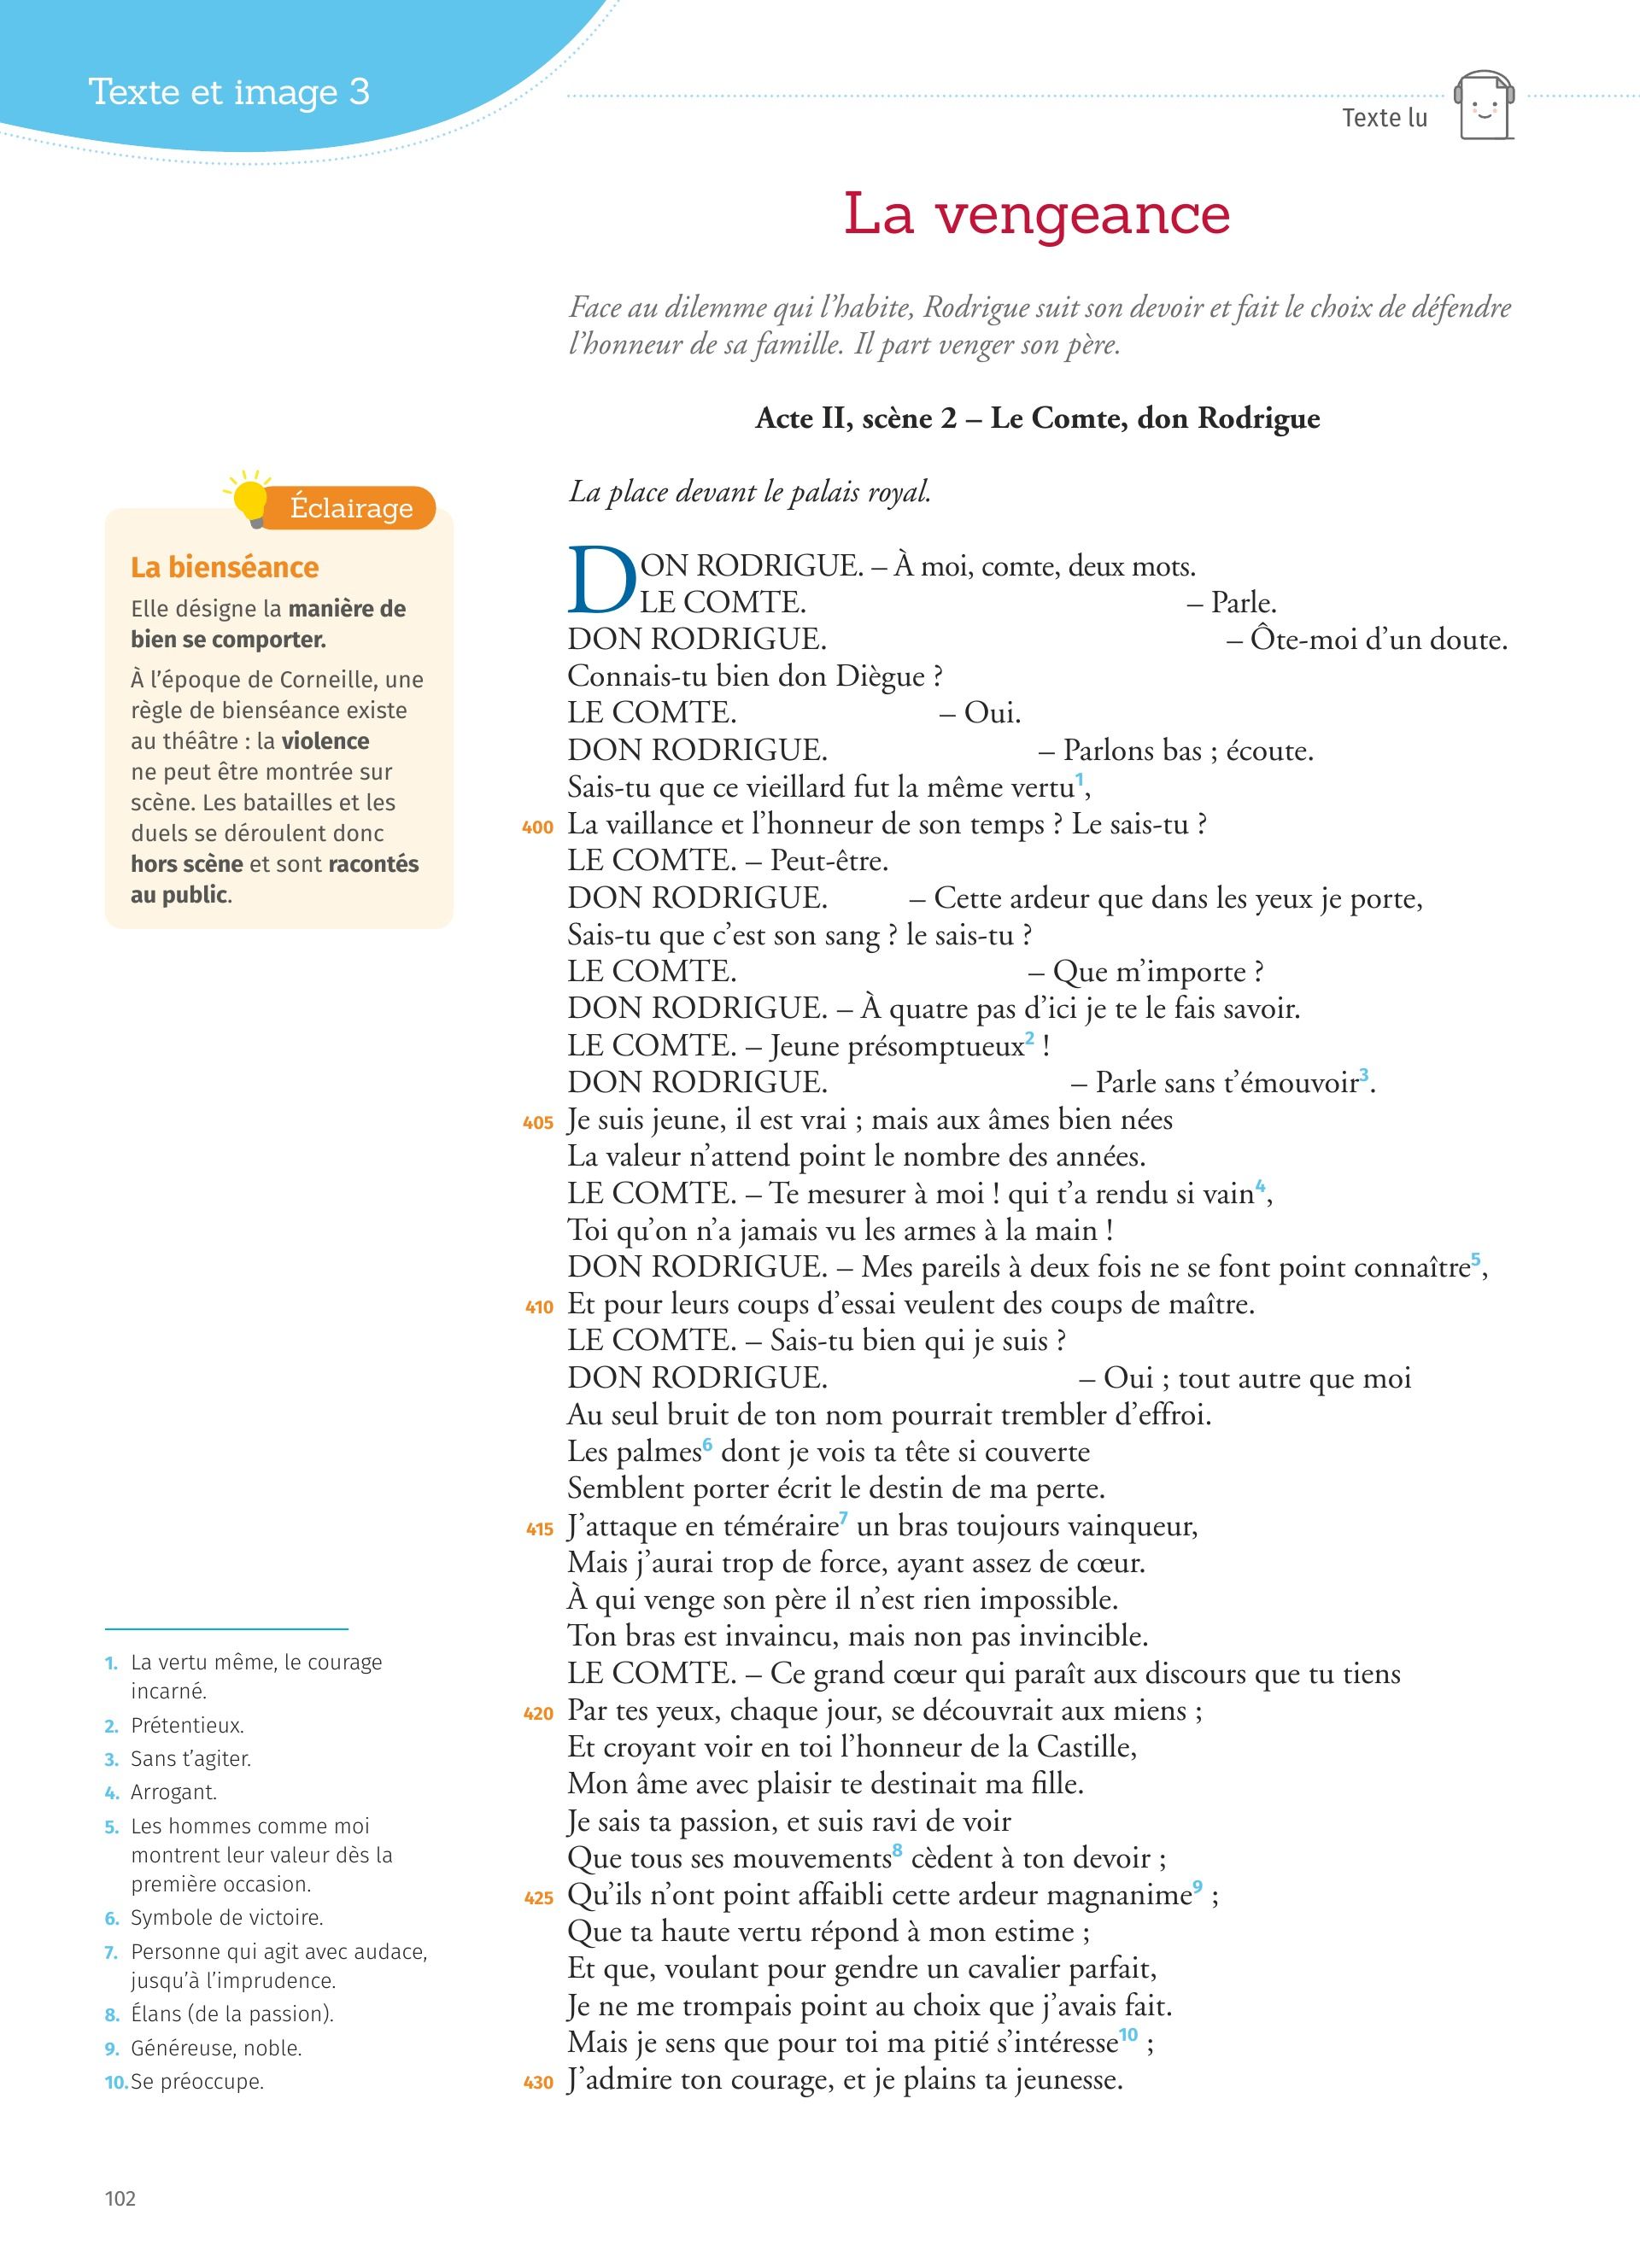 Texte et image 3
Texte lu
La vengeance
Face au dilemme qui l'habite, Rodrigue suit son devoir et fait le choix de défendre
l'honneur de sa famille. Il part venger son père.
Acte II, scène 2 – Le Comte, don Rodrigue
La place devant le palais royal.
DON RODRIGUE. – À moi, comte, deux mots.
LE COMTE. – Parle.
DON RODRIGUE. – Ôte-moi d'un doute.
Connais-tu bien don Diègue ?
LE COMTE. – Oui.
DON RODRIGUE. – Parlons bas ; écoute.
Sais-tu que ce vieillard fut la même vertu1,
400 La vaillance et l'honneur de son temps ? Le sais-tu ?
LE COMTE. – Peut-être.
DON RODRIGUE. – Cette ardeur que dans les yeux je porte,
Sais-tu que c'est son sang ? le sais-tu ?
LE COMTE. – Que m'importe ?
DON RODRIGUE. – À quatre pas d'ici je te le fais savoir.
LE COMTE. – Jeune présomptueux2 !
DON RODRIGUE. – Parle sans t'émouvoir3.
405 Je suis jeune, il est vrai ; mais aux âmes bien nées
La valeur n'attend point le nombre des années.
LE COMTE. – Te mesurer à moi ! qui t'a rendu si vain4,
Toi qu'on n'a jamais vu les armes à la main !
DON RODRIGUE. – Mes pareils à deux fois ne se font point connaître5,
410 Et pour leurs coups d'essai veulent des coups de maître.
LE COMTE. – Sais-tu bien qui je suis ?
DON RODRIGUE. – Oui ; tout autre que moi
Au seul bruit de ton nom pourrait trembler d'effroi.
Les palmes6 dont je vois ta tête si couverte
Semblent porter écrit le destin de ma perte.
415 J'attaque en téméraire7 un bras toujours vainqueur,
Mais j'aurai trop de force, ayant assez de cœur.
À qui venge son père il n'est rien impossible.
Ton bras est invaincu, mais non pas invincible.
LE COMTE. – Ce grand cœur qui paraît aux discours que tu tiens
420 Par tes yeux, chaque jour, se découvrait aux miens ;
Et croyant voir en toi l'honneur de la Castille,
Mon âme avec plaisir te destinait ma fille.
Je sais ta passion, et suis ravi de voir
Que tous ses mouvements8 cèdent à ton devoir ;
425 Qu'ils n'ont point affaibli cette ardeur magnanime9 ;
Que ta haute vertu répond à mon estime ;
Et que, voulant pour gendre un cavalier parfait,
Je ne me trompais point au choix que j'avais fait.
Mais je sens que pour toi ma pitié s'intéresse10 ;
430 J'admire ton courage, et je plains ta jeunesse.
Éclairage
La bienséance
Elle désigne la manière de
bien se comporter.
À l'époque de Corneille, une
règle de bienséance existe
au théâtre : la violence
ne peut être montrée sur
scène. Les batailles et les
duels se déroulent donc
hors scène et sont racontés
au public.
1. La vertu même, le courage
incarné.
2. Prétentieux.
3. Sans t'agiter.
4. Arrogant.
5. Les hommes comme moi
montrent leur valeur dès la
première occasion.
6. Symbole de victoire.
7. Personne qui agit avec audace,
jusqu'à l'imprudence.
8. Élans (de la passion).
9. Généreuse, noble.
10. Se préoccupe.
102